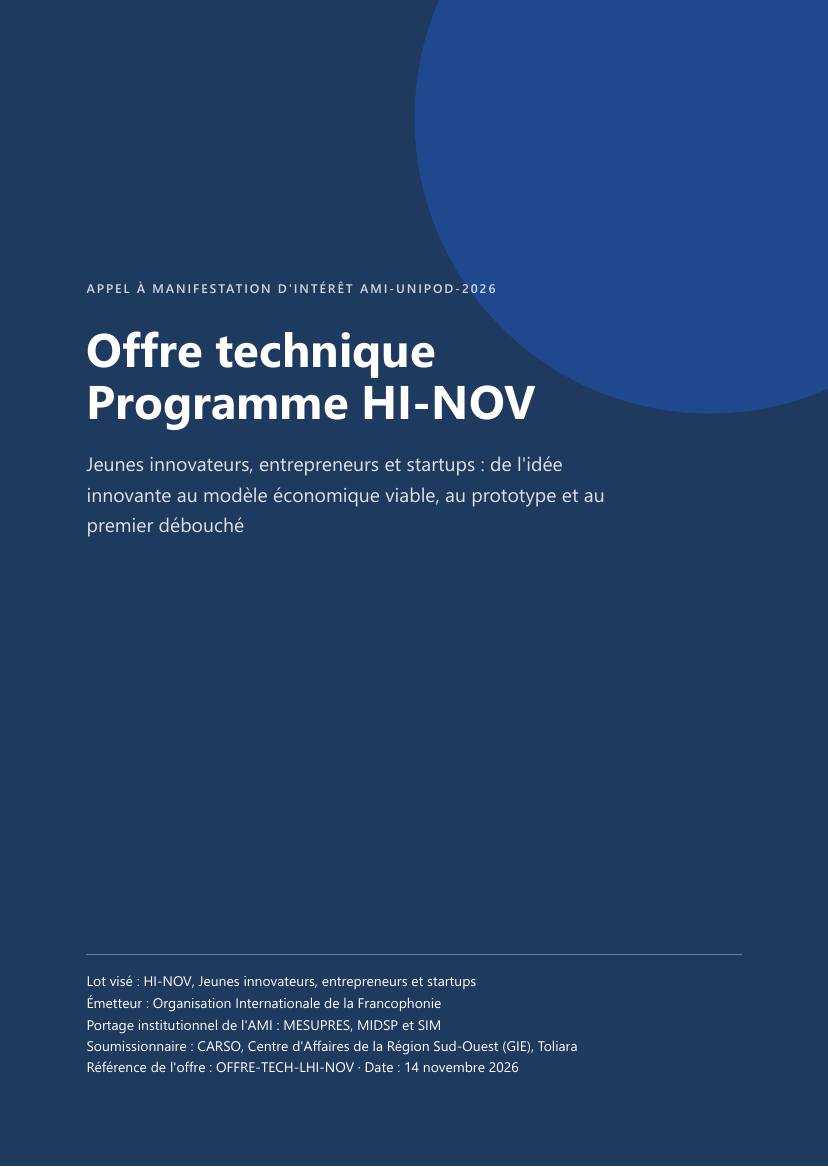 APPEL À MANIFESTATION D'INTÉRÊT AMI-UNIPOD-2026
Offre technique
Programme HI-NOV
Jeunes innovateurs, entrepreneurs et startups : de l'idée
innovante au modèle économique viable, au prototype et au
premier débouché
Lot visé : HI-NOV, Jeunes innovateurs, entrepreneurs et startups
Émetteur : Organisation Internationale de la Francophonie
Portage institutionnel de l'AMI : MESUPRES, MIDSP et SIM
Soumissionnaire : CARSO, Centre d'Affaires de la Région Sud-Ouest (GIE), Toliara
Référence de l'offre : OFFRE-TECH-LHI-NOV · Date : 14 novembre 2026